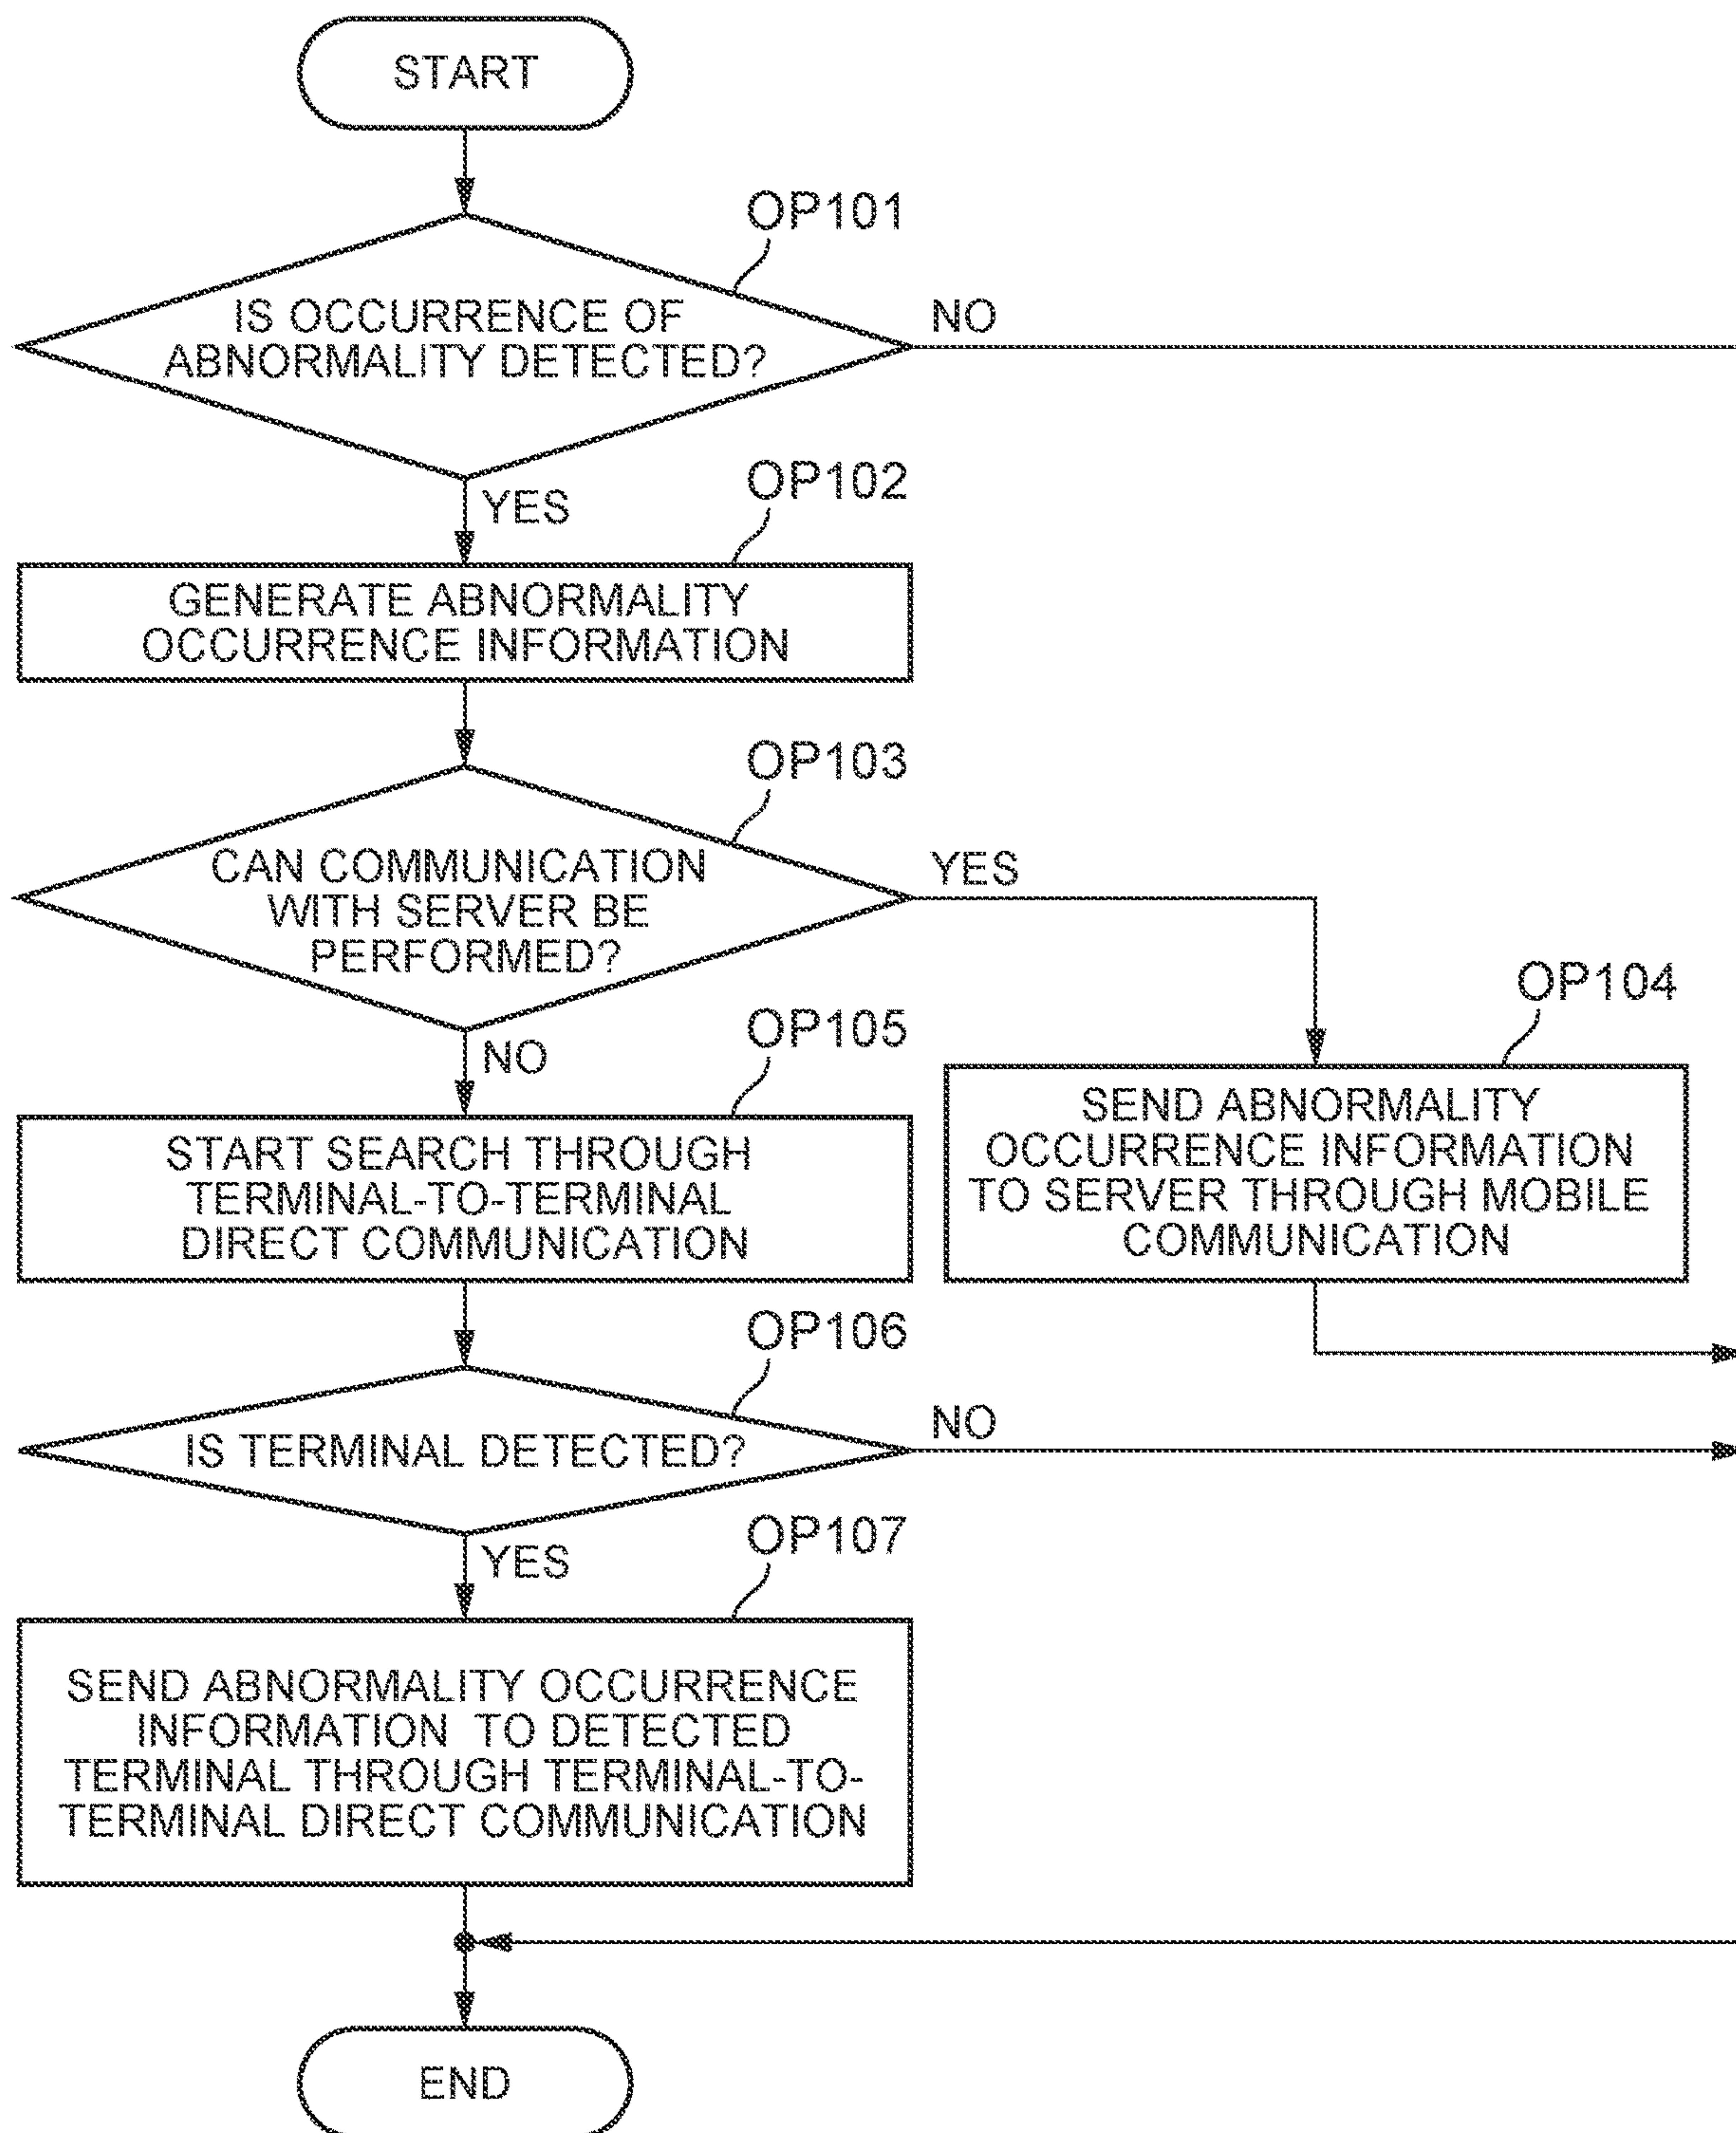 START
OP101
IS OCCURRENCE OF
ABNORMALITY DETECTED?
NO
YES
OP102
GENERATE ABNORMALITY
OCCURRENCE INFORMATION
OP103
CAN COMMUNICATION
WITH SERVER BE
PERFORMED?
YES
NO
OP104
SEND ABNORMALITY
OCCURRENCE INFORMATION
TO SERVER THROUGH MOBILE
COMMUNICATION
OP105
START SEARCH THROUGH
TERMINAL-TO-TERMINAL
DIRECT COMMUNICATION
OP106
IS TERMINAL DETECTED?
NO
YES
OP107
SEND ABNORMALITY OCCURRENCE
INFORMATION TO DETECTED
TERMINAL THROUGH TERMINAL-TO-
TERMINAL DIRECT COMMUNICATION
END